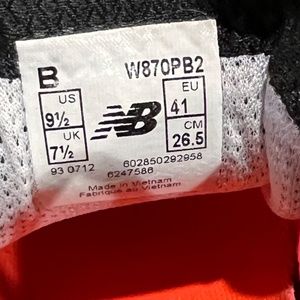 B W870PB2
US EU
9½ 41
UK CM
7½ 26.5
93 0712 602850292958
6247586
Made in Vietnam
Fabriqué au Vietnam